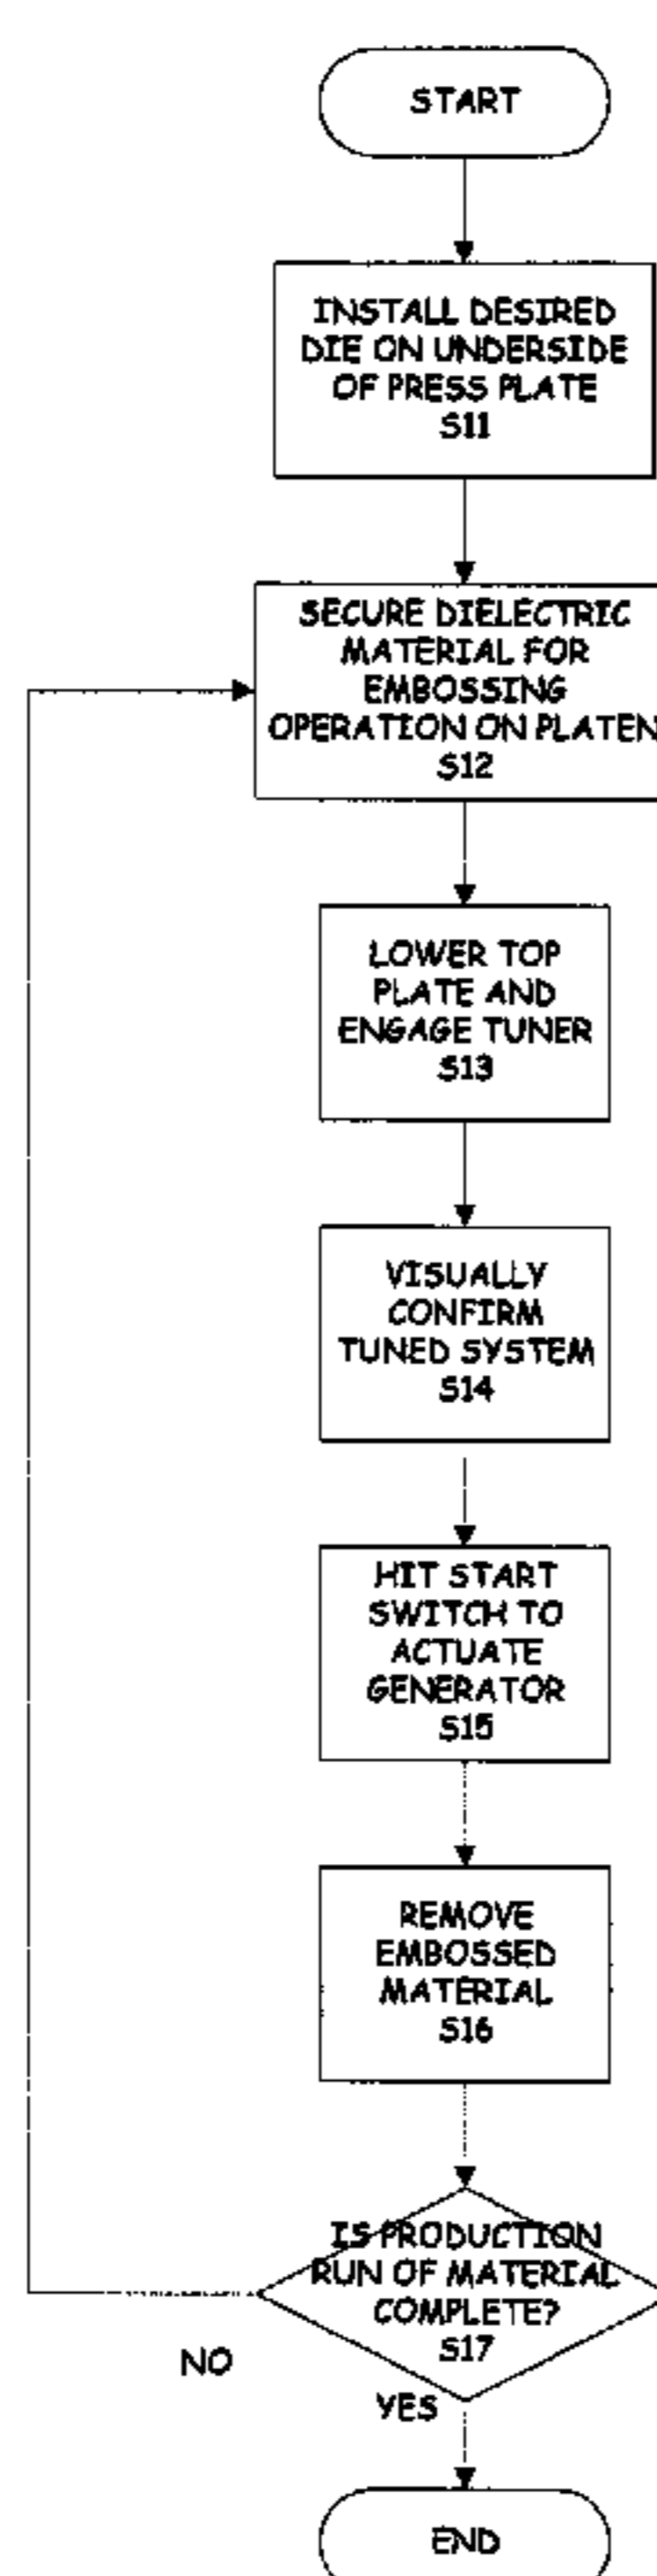 START
INSTALL DESIRED
DIE ON UNDERSIDE
OF PRESS PLATE
S11
SECURE DIELECTRIC
MATERIAL FOR
EMBOSSING
OPERATION ON PLATEN
S12
LOWER TOP
PLATE AND
ENGAGE TUNER
S13
VISUALLY
CONFIRM
TUNED SYSTEM
S14
HIT START
SWITCH TO
ACTUATE
GENERATOR
S15
REMOVE
EMBOSSED
MATERIAL
S16
IS PRODUCTION
RUN OF MATERIAL
COMPLETE?
S17
NO
YES
END